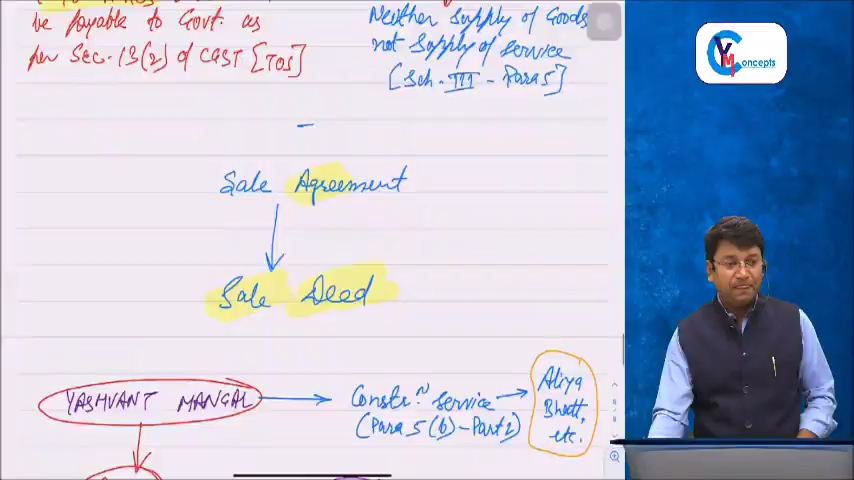 be payable to Govt. as
per Sec.13(2) of CGST [TOS]
Neither Supply of Goods
not Supply of service
[Sch. III - Para 5]
Sale Agreement
Sale Deed
YASHVANT MANGAL
Constr.ⁿ service
(Para 5(b)-Part 2)
Aliya
Bhatt,
etc.
CYM
Concepts